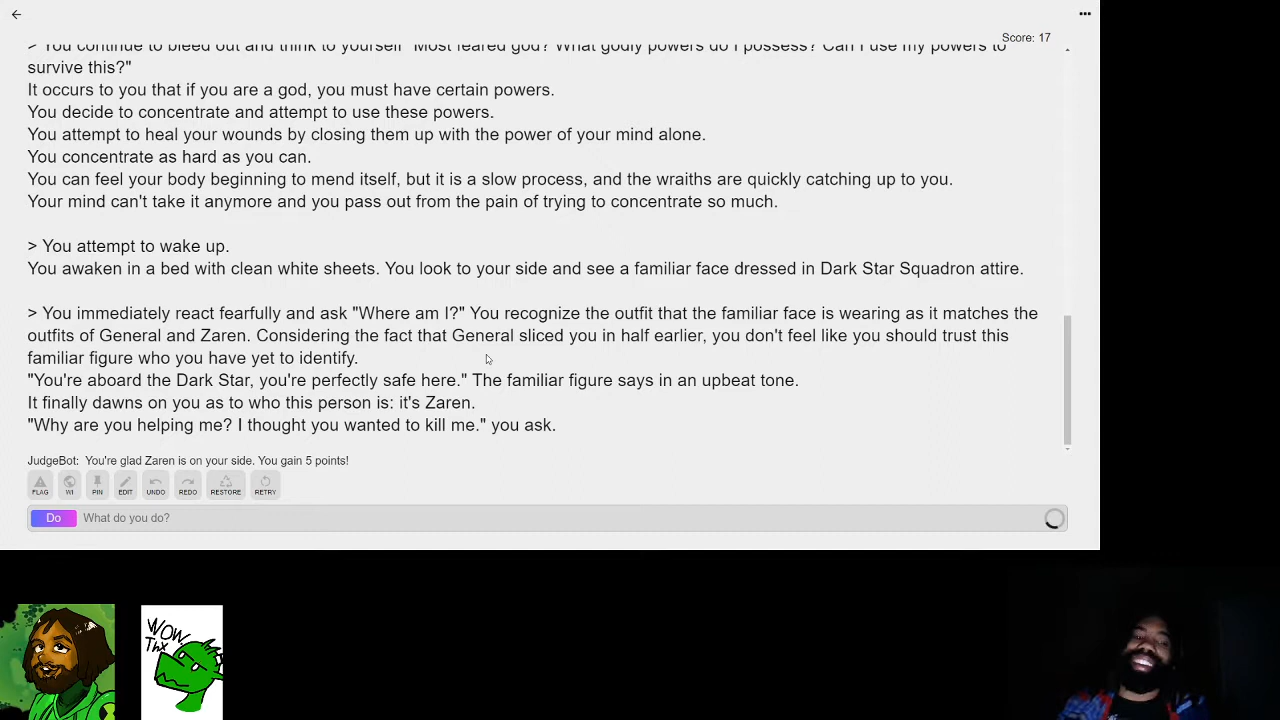 Score: 17
> You continue to bleed out and think to yourself "Most feared god? What godly powers do I possess? Can I use my powers to
survive this?"
It occurs to you that if you are a god, you must have certain powers.
You decide to concentrate and attempt to use these powers.
You attempt to heal your wounds by closing them up with the power of your mind alone.
You concentrate as hard as you can.
You can feel your body beginning to mend itself, but it is a slow process, and the wraiths are quickly catching up to you.
Your mind can't take it anymore and you pass out from the pain of trying to concentrate so much.
> You attempt to wake up.
You awaken in a bed with clean white sheets. You look to your side and see a familiar face dressed in Dark Star Squadron attire.
> You immediately react fearfully and ask "Where am I?" You recognize the outfit that the familiar face is wearing as it matches the
outfits of General and Zaren. Considering the fact that General sliced you in half earlier, you don't feel like you should trust this
familiar figure who you have yet to identify.
"You're aboard the Dark Star, you're perfectly safe here." The familiar figure says in an upbeat tone.
It finally dawns on you as to who this person is: it's Zaren.
"Why are you helping me? I thought you wanted to kill me." you ask.
JudgeBot: You're glad Zaren is on your side. You gain 5 points!
FLAG WI PIN EDIT UNDO REDO RESTORE RETRY
Do What do you do?
WOW
Thx